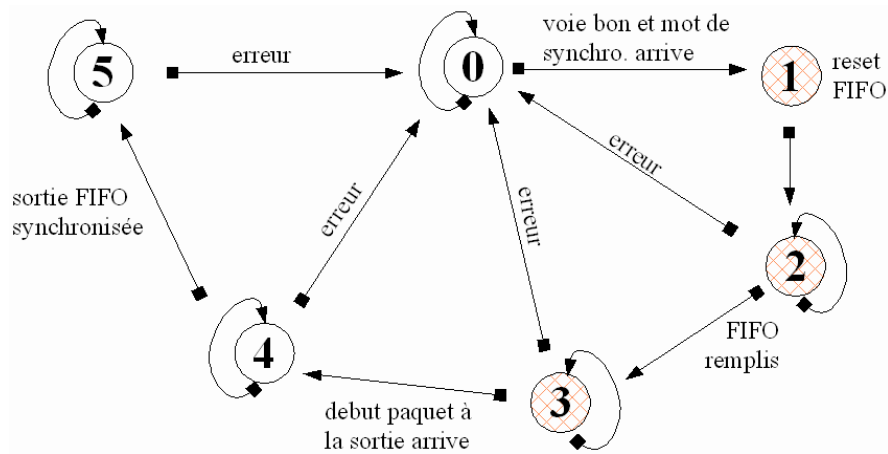 5
erreur
0
voie bon et mot de
synchro. arrive
1
reset
FIFO
erreur
sortie FIFO
synchronisée
erreur
erreur
2
4
FIFO
remplis
3
debut paquet à
la sortie arrive